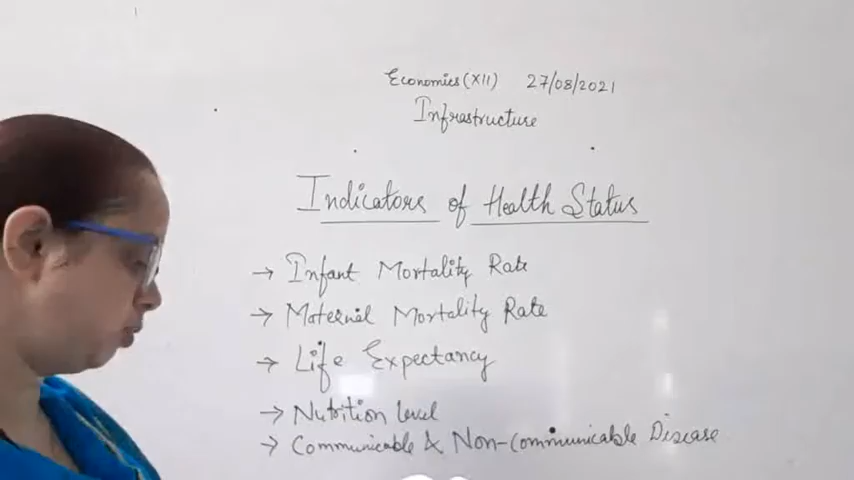 Economics (XII) 27/08/2021
Infrastructure
Indicators of Health Status
→ Infant Mortality Rate
→ Maternal Mortality Rate
→ Life Expectancy
→ Nutrition level
→ Communicable & Non-communicable Disease